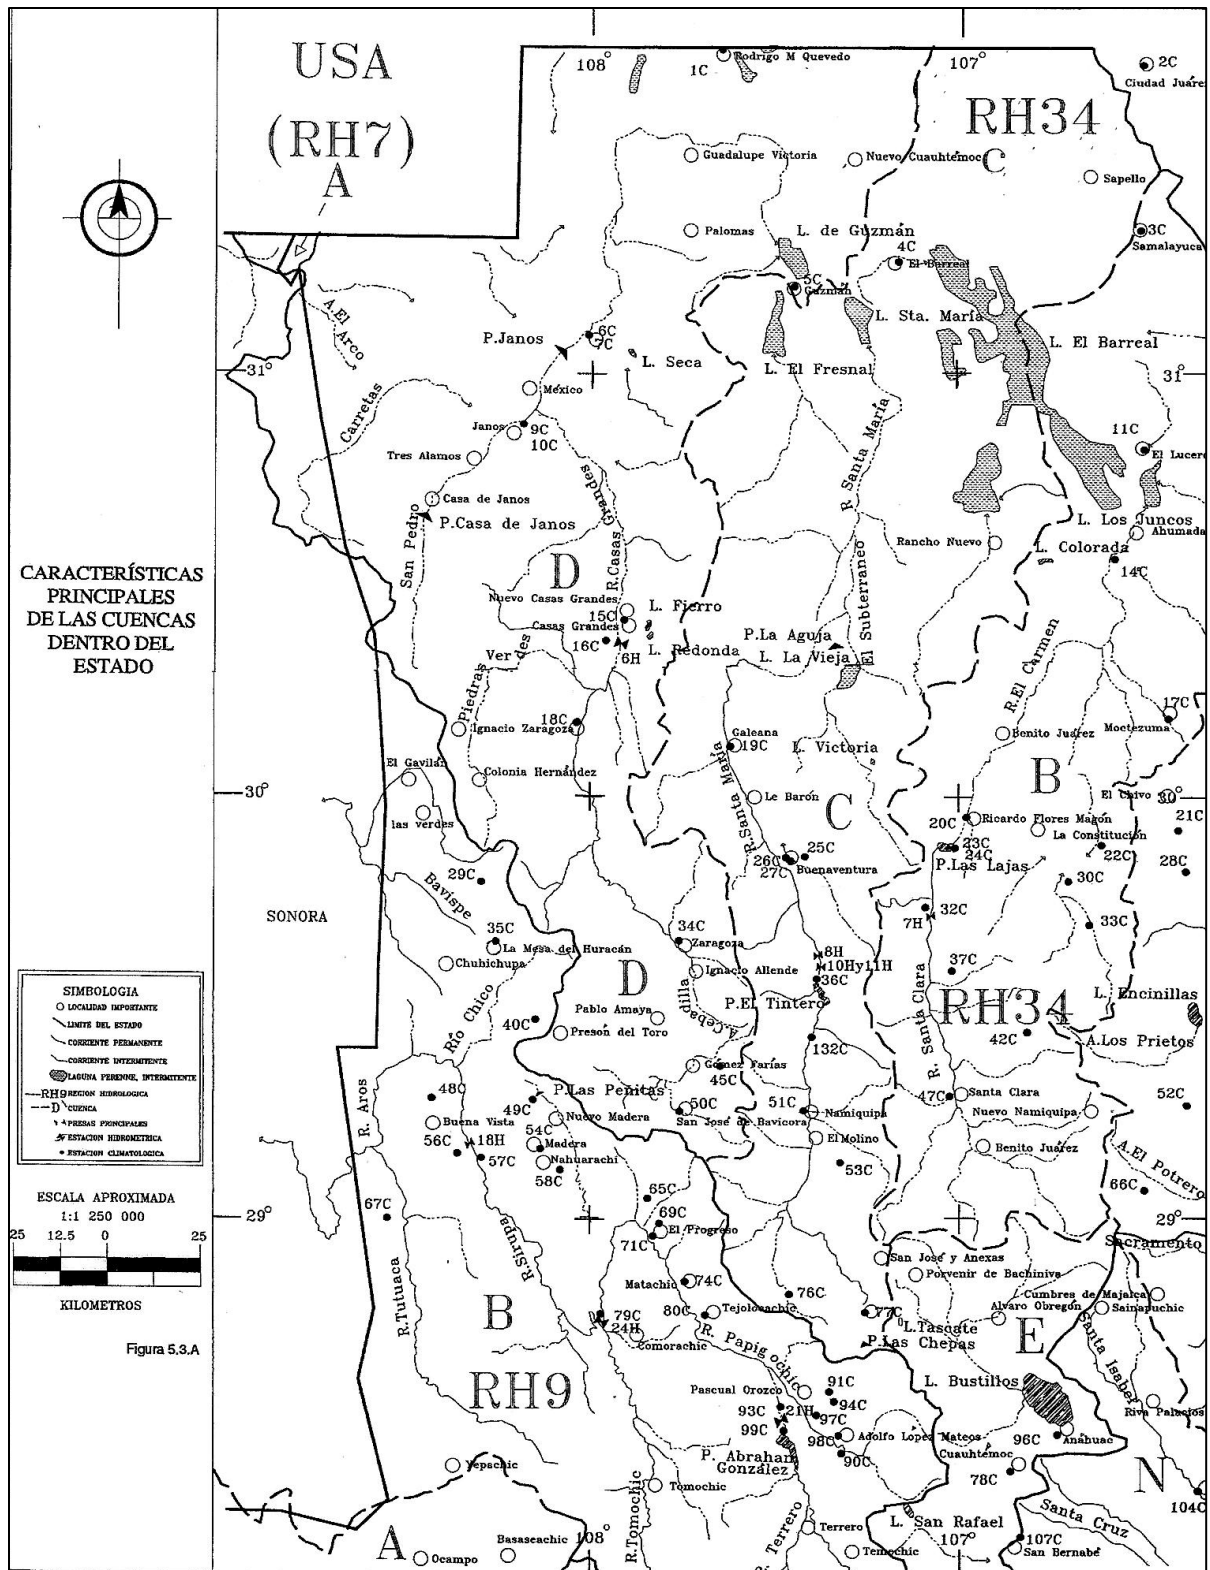 USA
(RH7)
A
108°
107°
Rodrigo M Quevedo
1C
2C
Ciudad Juáre
RH34
C
Guadalupe Victoria
Nuevo Cuauhtémoc
Sapello
Palomas
L. de Guzmán
4C
El Barreal
3C
Samalayuca
5C
Guzmán
A.El Arco
L. Sta. María
P.Janos
6C
7C
L. Seca
L. El Fresnal
L. El Barreal
31°
31°
México
Carretas
Janos
9C
10C
R. Santa María
11C
El Lucero
Tres Alamos
Casa de Janos
P.Casa de Janos
San Pedro
R.Casas Grandes
L. Los Juncos
Ahumada
Rancho Nuevo
L. Colorada
14C
CARACTERÍSTICAS
PRINCIPALES
DE LAS CUENCAS
DENTRO DEL
ESTADO
D
Nuevo Casas Grandes
15C
L. Fierro
Casas Grandes
16C
6H
L. Redonda
P.La Aguja
L. La Vieja
El Subterraneo
R.El Carmen
Piedras Verdes
18C
Ignacio Zaragoza
Galeana
19C
L. Victoria
Benito Juárez
17C
Moctezuma
El Gavilán
Colonia Hernández
B
30°
Le Barón
El Chivo
30°
las verdes
R.Santa María
C
20C
Ricardo Flores Magón
La Constitución
21C
23C
24C
22C
P.Las Lajas
28C
26C
25C
27C
Buenaventura
30C
29C
Bavispe
SONORA
32C
7H
33C
35C
La Mesa del Huracán
34C
Zaragoza
Chuhichupa
8H
10Hy11H
36C
Ignacio Allende
37C
SIMBOLOGIA
LOCALIDAD IMPORTANTE
LIMITE DEL ESTADO
CORRIENTE PERMANENTE
CORRIENTE INTERMITENTE
LAGUNA PERENNE, INTERMITENTE
RH9 REGION HIDROLOGICA
D CUENCA
PRESAS PRINCIPALES
ESTACION HIDROMETRICA
ESTACION CLIMATOLOGICA
Río Chico
D
P.El Tintero
A.Cebadilla
Pablo Amaya
40C
Presón del Toro
R. Santa Clara
RH34
L. Encinillas
42C
A.Los Prietos
132C
Gómez Farías
45C
R. Aros
48C
P.Las Peñitas
49C
Nuevo Madera
50C
San José de Bavicora
51C
Namiquipa
47C
Santa Clara
Nuevo Namiquipa
52C
Buena Vista
54C
56C
18H
57C
Madera
Nahuarachi
58C
El Molino
53C
Benito Juárez
A.El Potrero
66C
ESCALA APROXIMADA
1:1 250 000
25 12.5 0 25
KILOMETROS
Figura 5.3.A
67C
65C
29°
29°
69C
El Progreso
71C
Sacramento
R.Sirupa
R.Tutuaca
San José y Anexas
Porvenir de Bachiniva
Matachic
74C
76C
Cumbres de Majalca
Alvaro Obregón
Sainapuchic
B
79C
24H
80C
Tejolocachic
77C
L.Tascate
P.Las Chepas
E
Comorachic
R. Papigochic
Santa Isabel
RH9
Pascual Orozco
91C
L. Bustillos
93C
21H
94C
97C
Riva Palacios
99C
98C
Adolfo Lopez Mateos
96C
Anáhuac
90C
Cuauhtemoc
78C
P. Abraham
González
Yepachic
Tomochic
N
104C
R.Tomochic
L. San Rafael
Santa Cruz
A
Basaseachic
108°
Terrero
107°
107C
Ocampo
R. Terrero
Temochic
San Bernabé